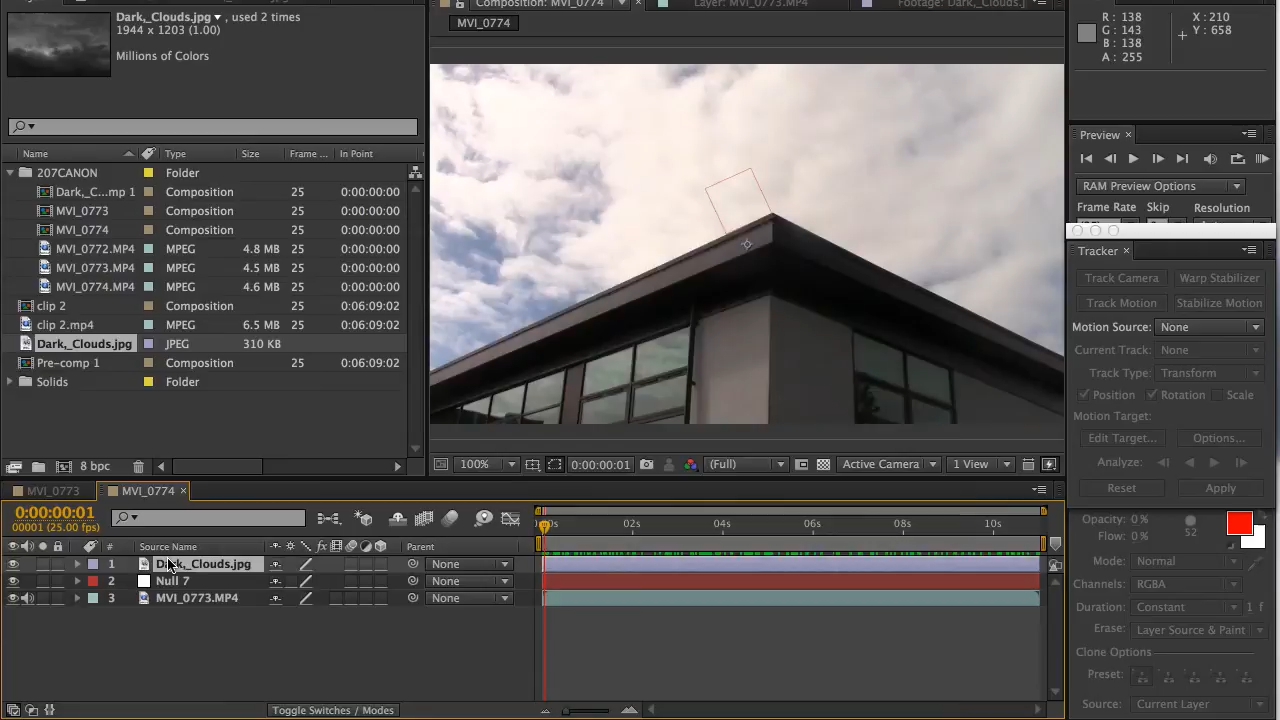 Dark,_Clouds.jpg , used 2 times
1944 x 1203 (1.00)
Millions of Colors
Composition: MVI_0774
Layer: MVI_0773.MP4
Footage: Dark,_Clouds.j
MVI_0774
R: 138
G: 143
B: 138
A: 255
X: 210
Y: 658
Name Type Size Frame ... In Point
207CANON Folder
Dark,_C...mp 1 Composition 25 0:00:00:00
MVI_0773 Composition 25 0:00:00:00
MVI_0774 Composition 25 0:00:00:00
MVI_0772.MP4 MPEG 4.8 MB 25 0:00:00:00
MVI_0773.MP4 MPEG 4.5 MB 25 0:00:00:00
MVI_0774.MP4 MPEG 4.6 MB 25 0:00:00:00
clip 2 Composition 25 0:06:09:02
clip 2.mp4 MPEG 6.5 MB 25 0:06:09:02
Dark,_Clouds.jpg JPEG 310 KB
Pre-comp 1 Composition 25 0:06:09:02
Solids Folder
8 bpc
100% 0:00:00:01 (Full) Active Camera 1 View
Preview
RAM Preview Options
Frame Rate Skip Resolution
Tracker
Track Camera Warp Stabilizer
Track Motion Stabilize Motion
Motion Source: None
Current Track: None
Track Type: Transform
Position Rotation Scale
Motion Target:
Edit Target... Options...
Analyze:
Reset Apply
Opacity: 0 %
Flow: 0 %
52
Mode: Normal
Channels: RGBA
Duration: Constant 1 f
Erase: Layer Source & Paint
Clone Options
Preset:
Source: Current Layer
MVI_0773 MVI_0774
0:00:00:01
00001 (25.00 fps)
# Source Name fx Parent
1 Dark,_Clouds.jpg None
2 Null 7 None
3 MVI_0773.MP4 None
02s 04s 06s 08s 10s
Toggle Switches / Modes